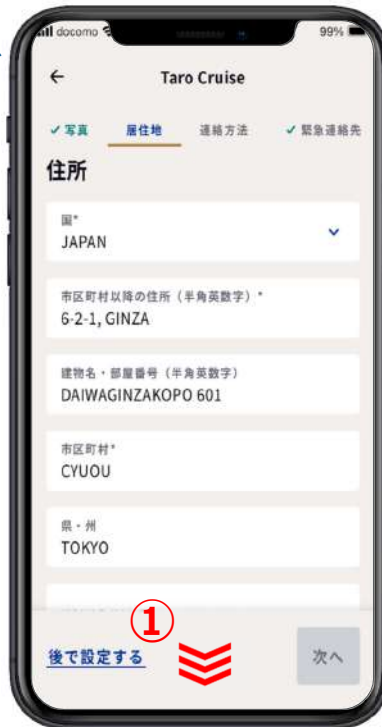 docomo
99%
← Taro Cruise
✓ 写真 居住地 連絡方法 ✓ 緊急連絡先
住所
国*
JAPAN
市区町村以降の住所（半角英数字）*
6-2-1, GINZA
建物名・部屋番号（半角英数字）
DAIWAGINZAKOPO 601
市区町村*
CYUOU
県・州
TOKYO
①
後で設定する
次へ